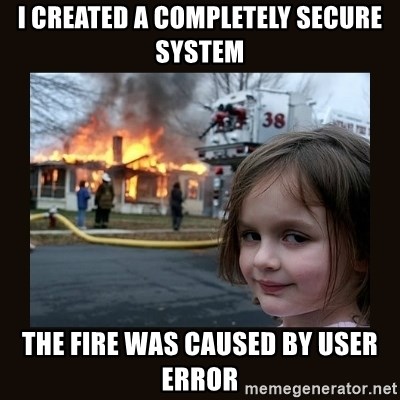 I CREATED A COMPLETELY SECURE
SYSTEM
38
THE FIRE WAS CAUSED BY USER
ERROR
memegenerator.net